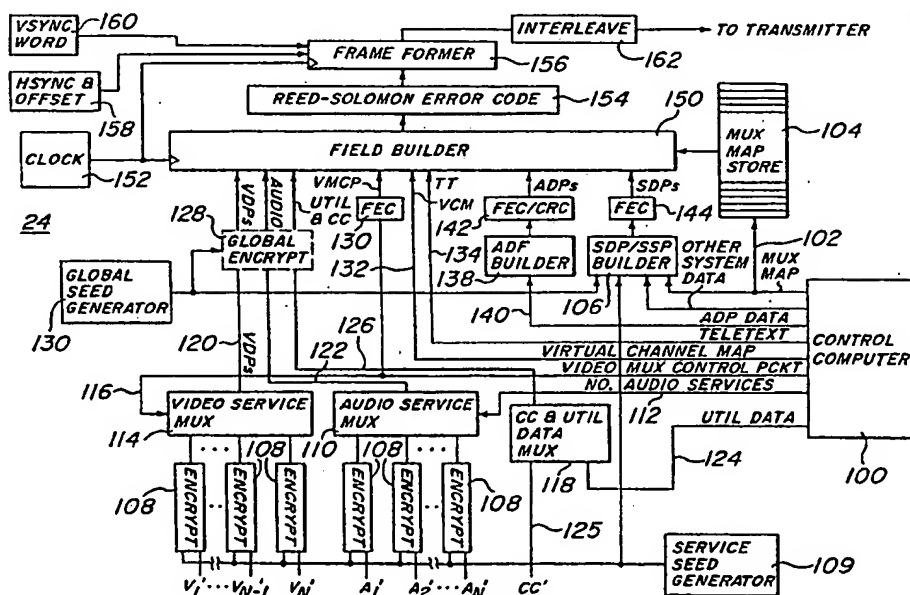 VSYNC WORD
160
HSYNC & OFFSET
158
CLOCK
152
24
FRAME FORMER
156
INTERLEAVE
162
TO TRANSMITTER
REED-SOLOMON ERROR CODE
154
150
FIELD BUILDER
MUX MAP STORE
104
VDPs
AUDIO
UTIL & CC
VMCP
TT
VCM
ADPs
SDPs
128
GLOBAL ENCRYPT
FEC
130
132
134
142
FEC/CRC
FEC
144
138
ADF BUILDER
SDP/SSP BUILDER
106
102
MUX MAP
OTHER SYSTEM DATA
GLOBAL SEED GENERATOR
130
120
VDPs
126
122
140
ADP DATA
TELETEXT
VIRTUAL CHANNEL MAP
VIDEO MUX CONTROL PCKT
NO. AUDIO SERVICES
112
CONTROL COMPUTER
100
116
VIDEO SERVICE MUX
114
AUDIO SERVICE MUX
110
CC & UTIL DATA MUX
118
UTIL DATA
124
108
ENCRYPT
...
ENCRYPT
108
ENCRYPT
ENCRYPT
108
ENCRYPT
...
ENCRYPT
108
125
SERVICE SEED GENERATOR
109
V1' ... VN-1' VN' A1' A2' ... AN' CC'